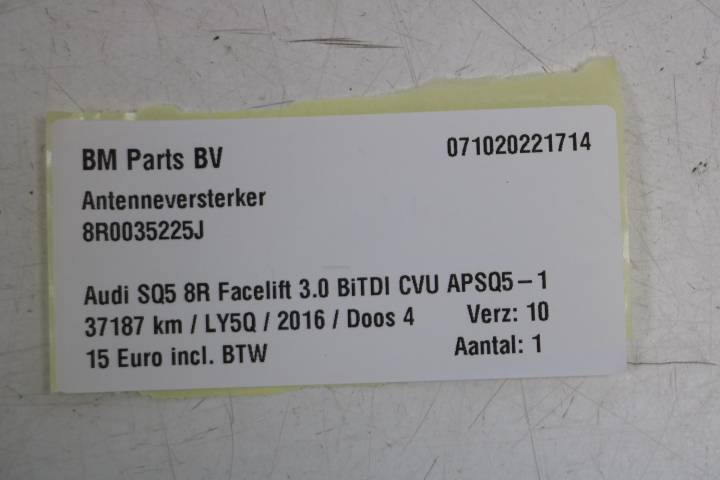 BM Parts BV 071020221714
Antenneversterker
8R0035225J
Audi SQ5 8R Facelift 3.0 BiTDI CVU APSQ5-1
37187 km / LY5Q / 2016 / Doos 4 Verz: 10
15 Euro incl. BTW Aantal: 1